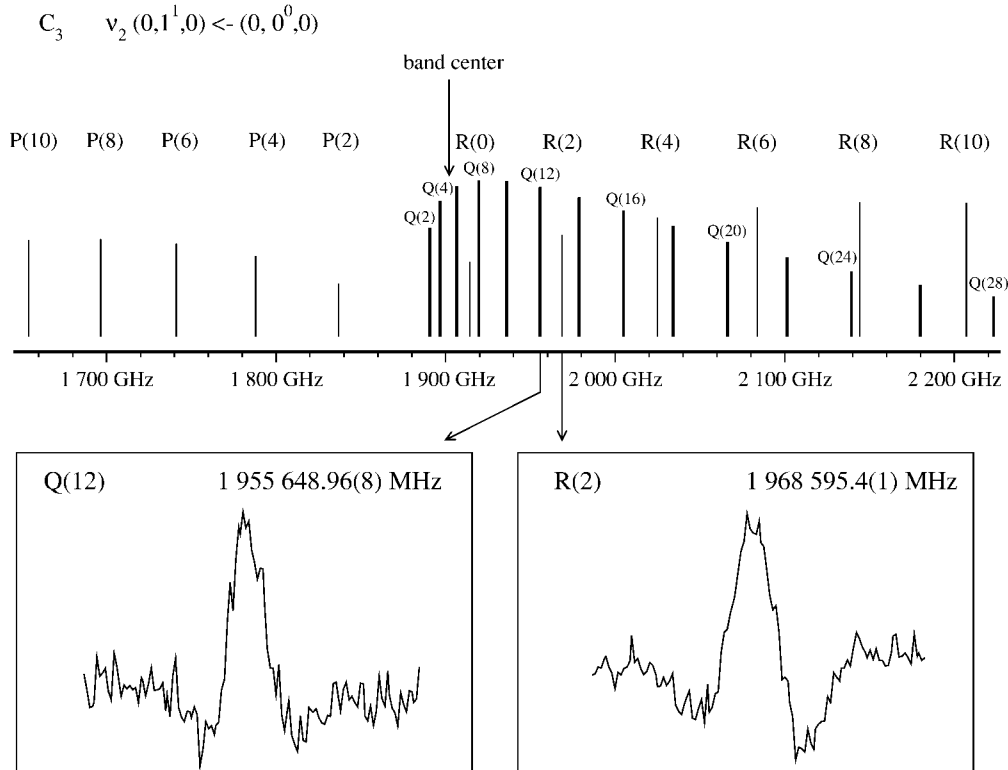 C₃ ν₂ (0,1¹,0) <- (0, 0⁰,0)
band center
P(10) P(8) P(6) P(4) P(2) R(0) R(2) R(4) R(6) R(8) R(10)
Q(8)
Q(12)
Q(4)
Q(16)
Q(2)
Q(20)
Q(24)
Q(28)
1 700 GHz 1 800 GHz 1 900 GHz 2 000 GHz 2 100 GHz 2 200 GHz
Q(12) 1 955 648.96(8) MHz
R(2) 1 968 595.4(1) MHz